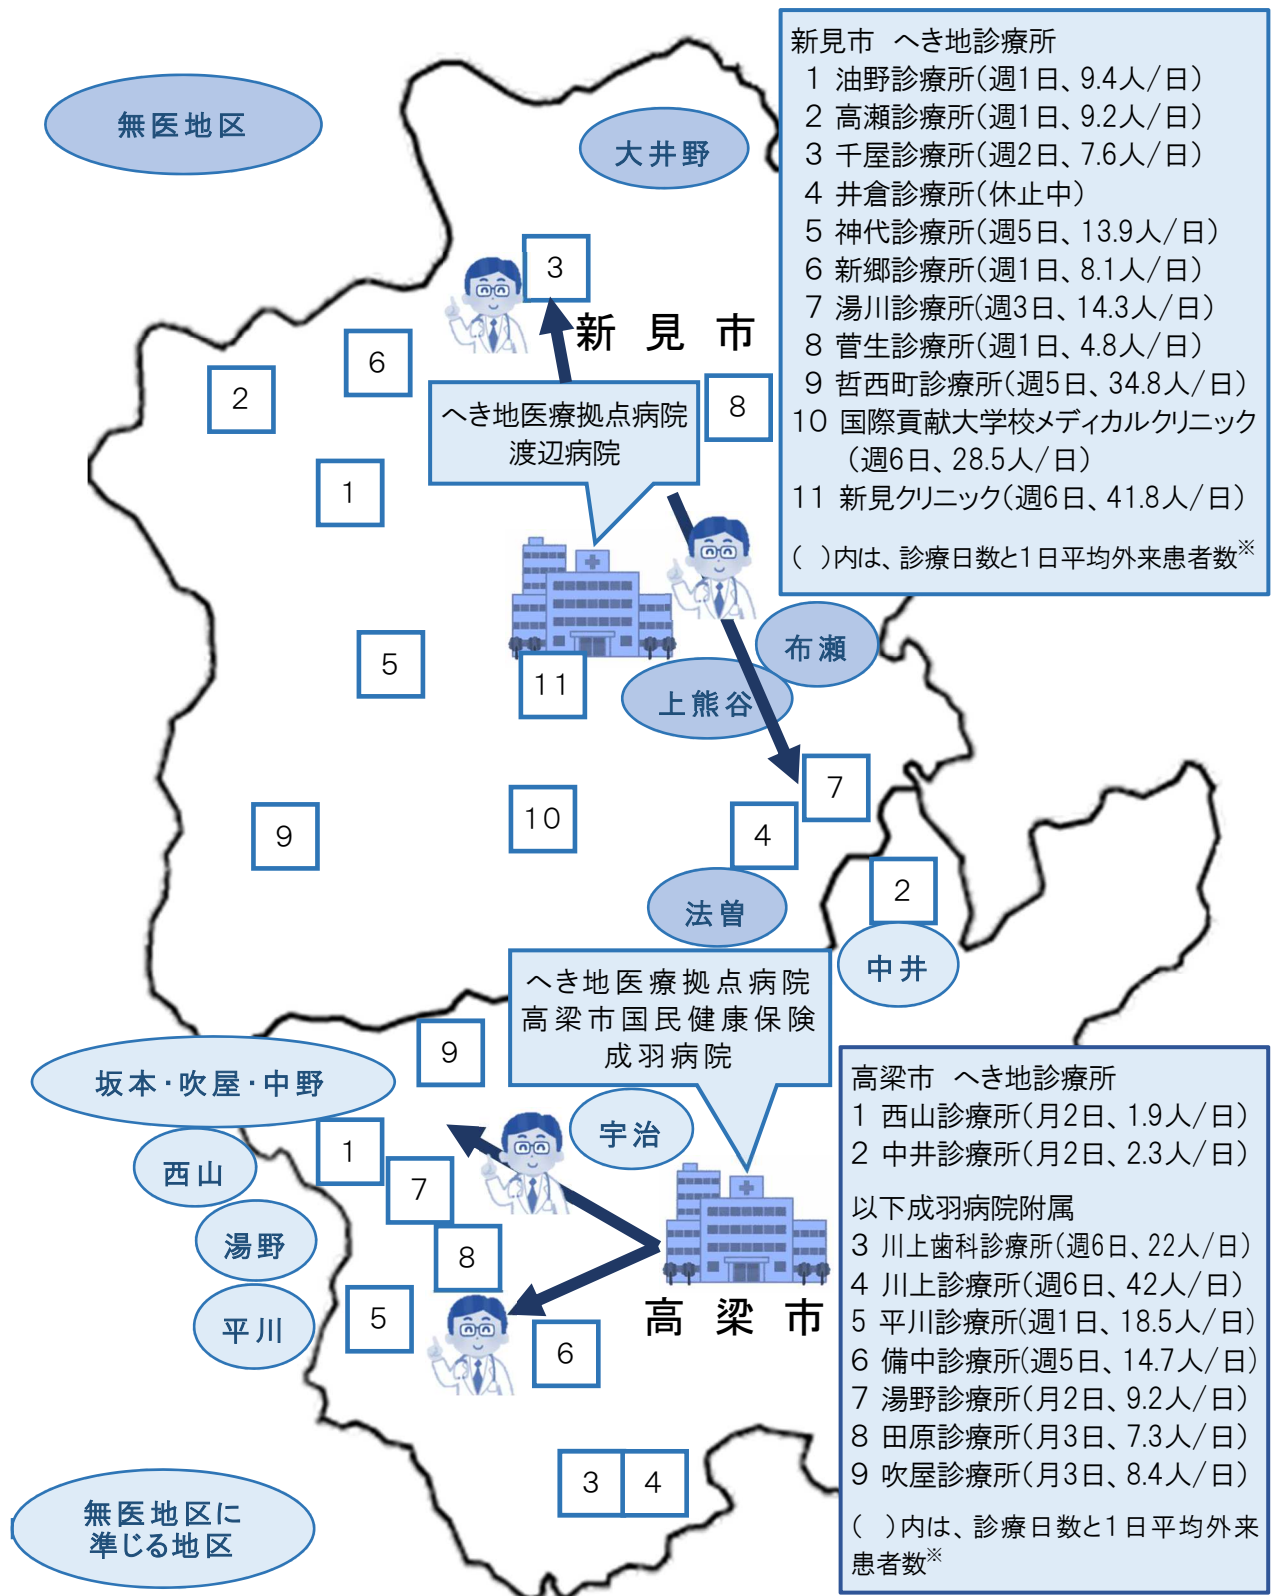 新見市 へき地診療所
1 油野診療所(週1日、9.4人/日)
2 高瀬診療所(週1日、9.2人/日)
3 千屋診療所(週2日、7.6人/日)
4 井倉診療所(休止中)
5 神代診療所(週5日、13.9人/日)
6 新郷診療所(週1日、8.1人/日)
7 湯川診療所(週3日、14.3人/日)
8 菅生診療所(週1日、4.8人/日)
9 哲西町診療所(週5日、34.8人/日)
10 国際貢献大学校メディカルクリニック
(週6日、28.5人/日)
11 新見クリニック(週6日、41.8人/日)
( )内は、診療日数と1日平均外来患者数※
無医地区
大井野
3
新見市
6
2
8
へき地医療拠点病院
渡辺病院
1
布瀬
5
11
上熊谷
7
10
4
9
2
法曽
中井
へき地医療拠点病院
高梁市国民健康保険
成羽病院
9
坂本・吹屋・中野
宇治
1
西山
7
湯野
8
平川
5
高梁市
6
3
4
無医地区に
準じる地区
高梁市 へき地診療所
1 西山診療所(月2日、1.9人/日)
2 中井診療所(月2日、2.3人/日)
以下成羽病院附属
3 川上歯科診療所(週6日、22人/日)
4 川上診療所(週6日、42人/日)
5 平川診療所(週1日、18.5人/日)
6 備中診療所(週5日、14.7人/日)
7 湯野診療所(月2日、9.2人/日)
8 田原診療所(月3日、7.3人/日)
9 吹屋診療所(月3日、8.4人/日)
( )内は、診療日数と1日平均外来
患者数※